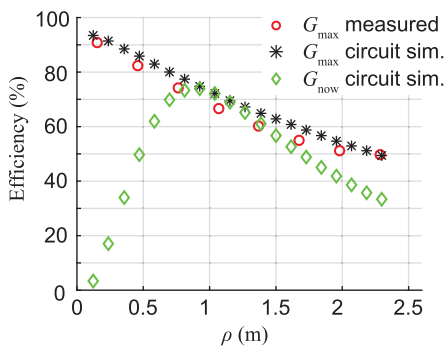 G_max measured
G_max circuit sim.
G_now circuit sim.
Efficiency (%)
100
80
60
40
20
0
0 0.5 1 1.5 2 2.5
ρ (m)